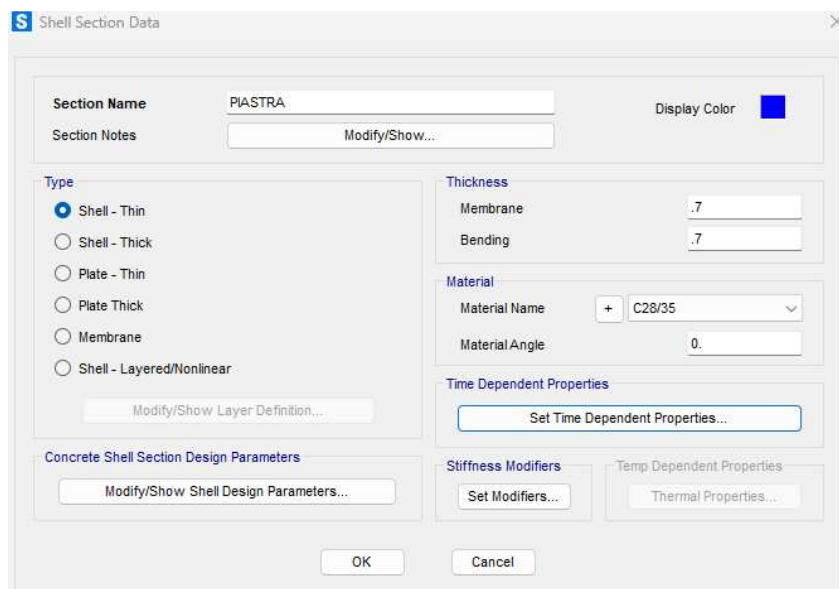 S Shell Section Data
Section Name PIASTRA Display Color
Section Notes Modify/Show...
Type
Shell - Thin
Shell - Thick
Plate - Thin
Plate Thick
Membrane
Shell - Layered/Nonlinear
Modify/Show Layer Definition...
Concrete Shell Section Design Parameters
Modify/Show Shell Design Parameters...
Thickness
Membrane .7
Bending .7
Material
Material Name + C28/35
Material Angle 0.
Time Dependent Properties
Set Time Dependent Properties...
Stiffness Modifiers
Set Modifiers...
Temp Dependent Properties
Thermal Properties...
OK Cancel